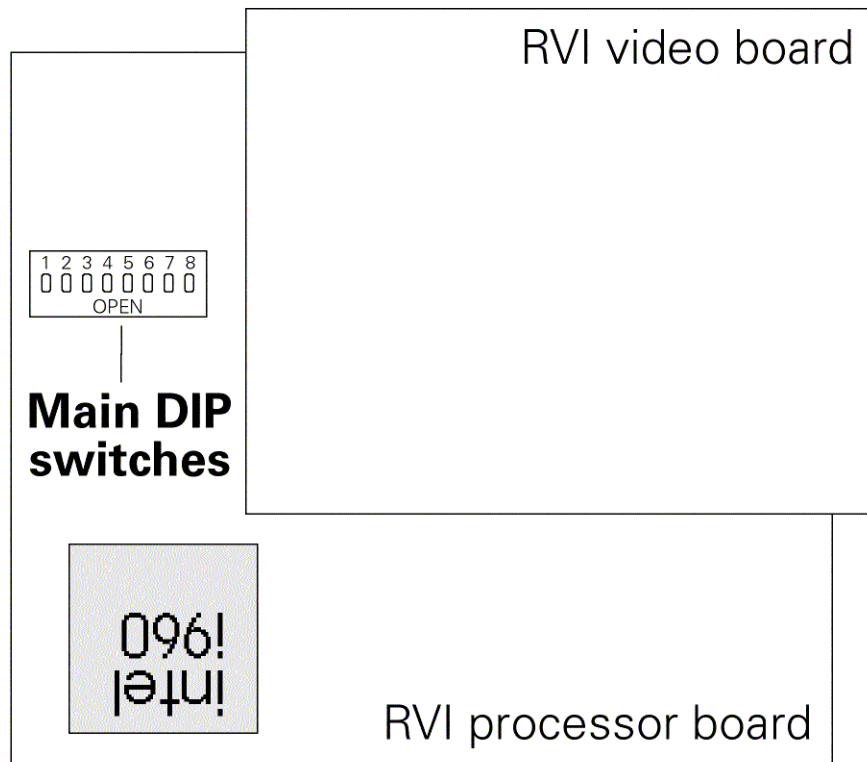 RVI video board
1 2 3 4 5 6 7 8
OPEN
Main DIP
switches
intel
i960
RVI processor board